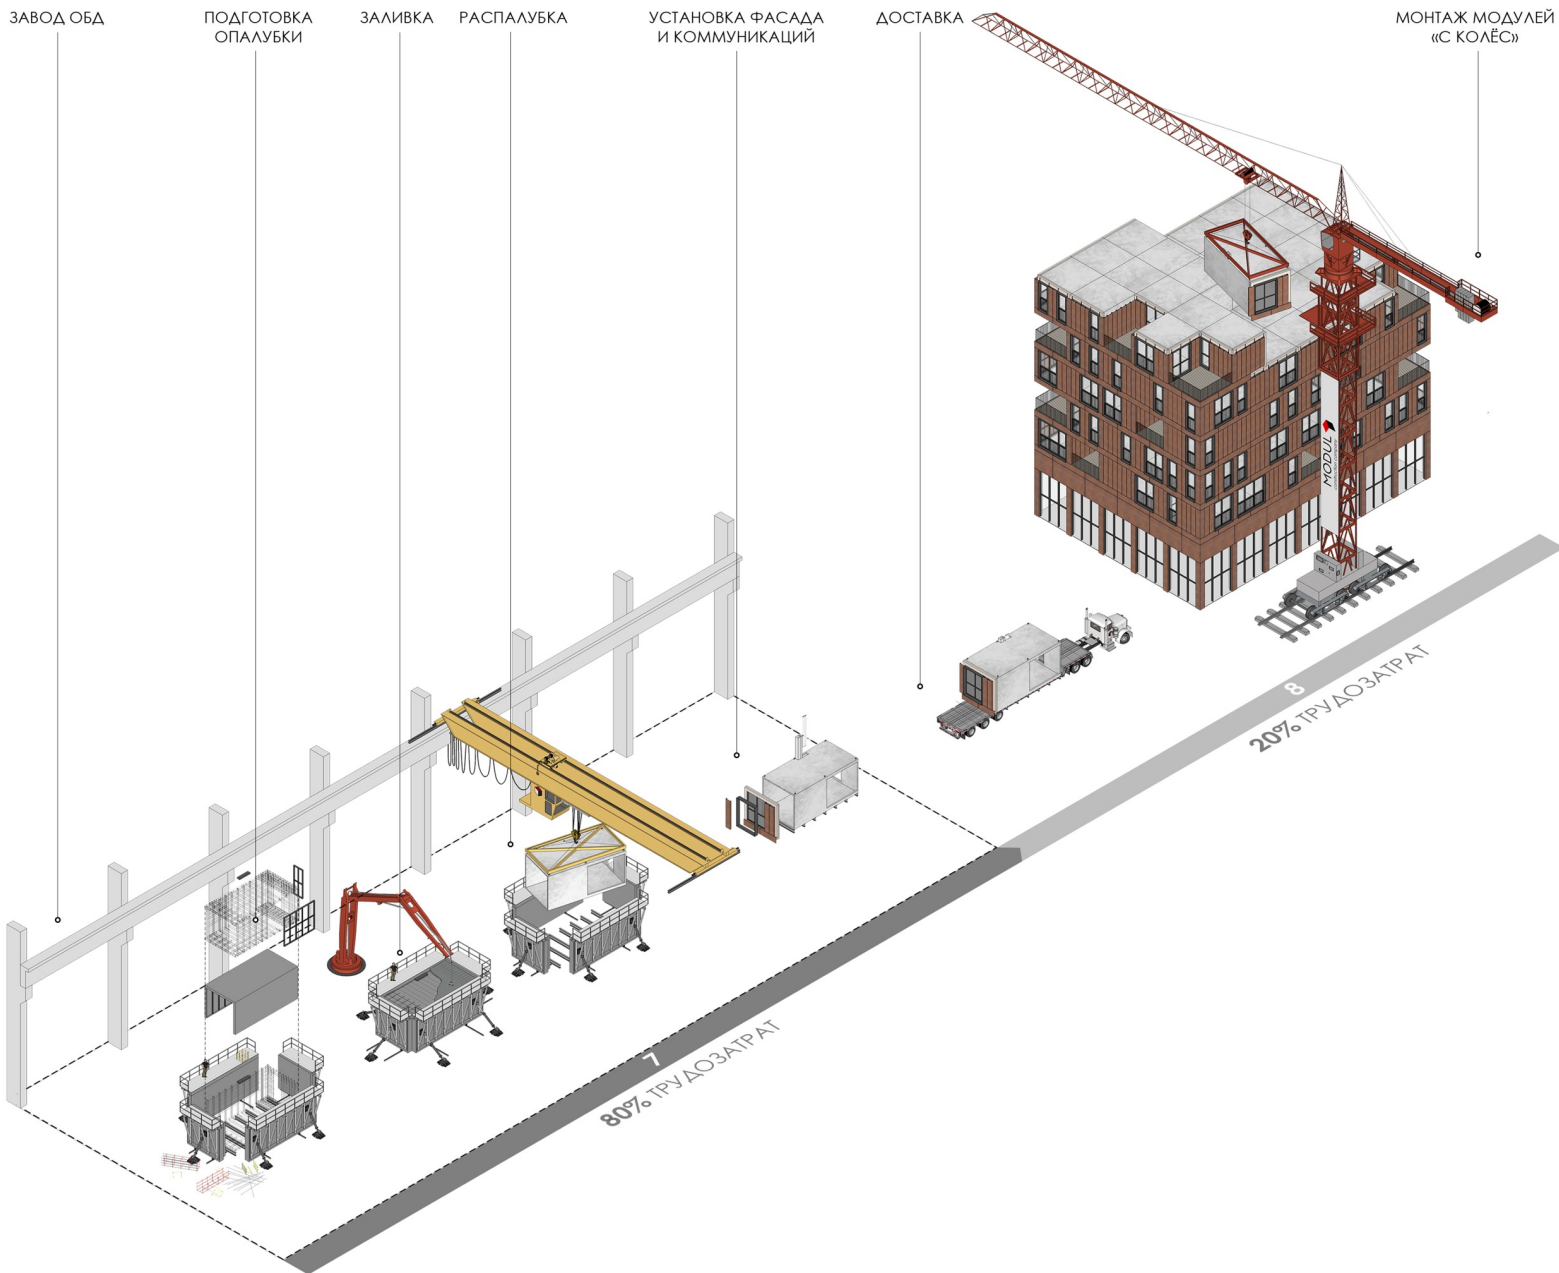 ЗАВОД ОБД
ПОДГОТОВКА
ОПАЛУБКИ
ЗАЛИВКА
РАСПАЛУБКА
УСТАНОВКА ФАСАДА
И КОММУНИКАЦИЙ
ДОСТАВКА
МОНТАЖ МОДУЛЕЙ
«С КОЛЁС»
MODUL
8
20% ТРУДОЗАТРАТ
7
80% ТРУДОЗАТРАТ